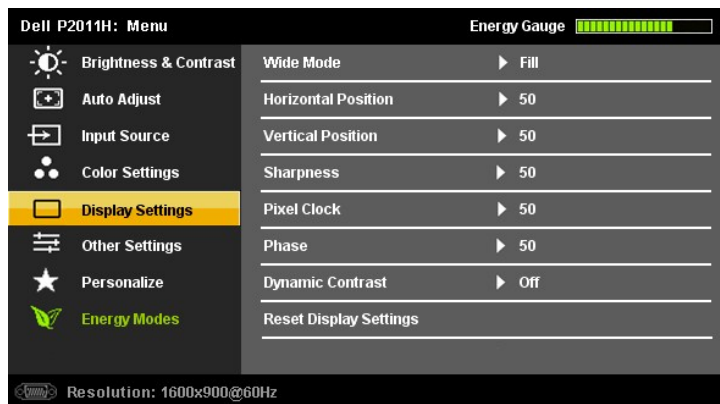 Dell P2011H: Menu Energy Gauge
Brightness & Contrast Wide Mode Fill
Auto Adjust Horizontal Position 50
Input Source Vertical Position 50
Color Settings Sharpness 50
Display Settings Pixel Clock 50
Other Settings Phase 50
Personalize Dynamic Contrast Off
Energy Modes Reset Display Settings
Resolution: 1600x900@60Hz